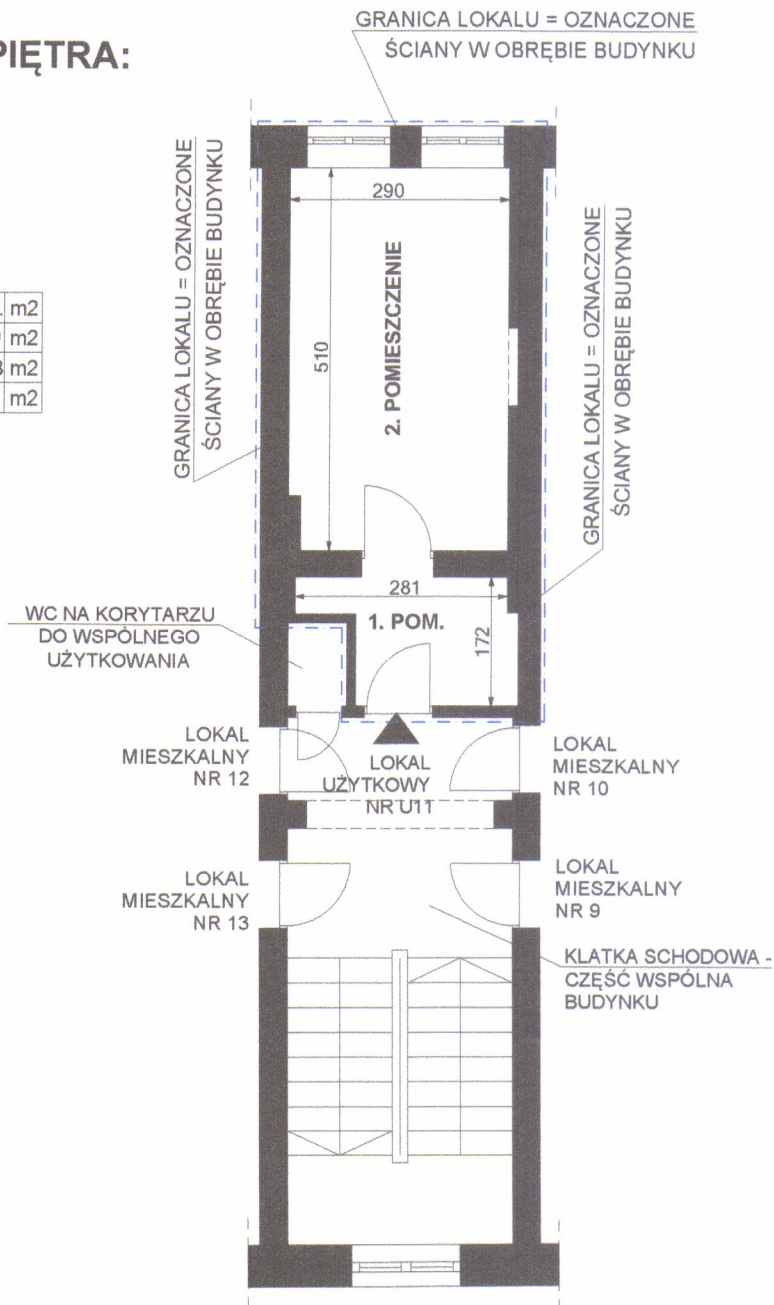 PIĘTRA:
GRANICA LOKALU = OZNACZONE
ŚCIANY W OBRĘBIE BUDYNKU
GRANICA LOKALU = OZNACZONE
ŚCIANY W OBRĘBIE BUDYNKU
GRANICA LOKALU = OZNACZONE
ŚCIANY W OBRĘBIE BUDYNKU
m2
m2
m2
m2
290
510
2. POMIESZCZENIE
281
1. POM.
172
WC NA KORYTARZU
DO WSPÓLNEGO
UŻYTKOWANIA
LOKAL
MIESZKALNY
NR 12
LOKAL
UŻYTKOWY
NR U11
LOKAL
MIESZKALNY
NR 10
LOKAL
MIESZKALNY
NR 13
LOKAL
MIESZKALNY
NR 9
KLATKA SCHODOWA -
CZĘŚĆ WSPÓLNA
BUDYNKU